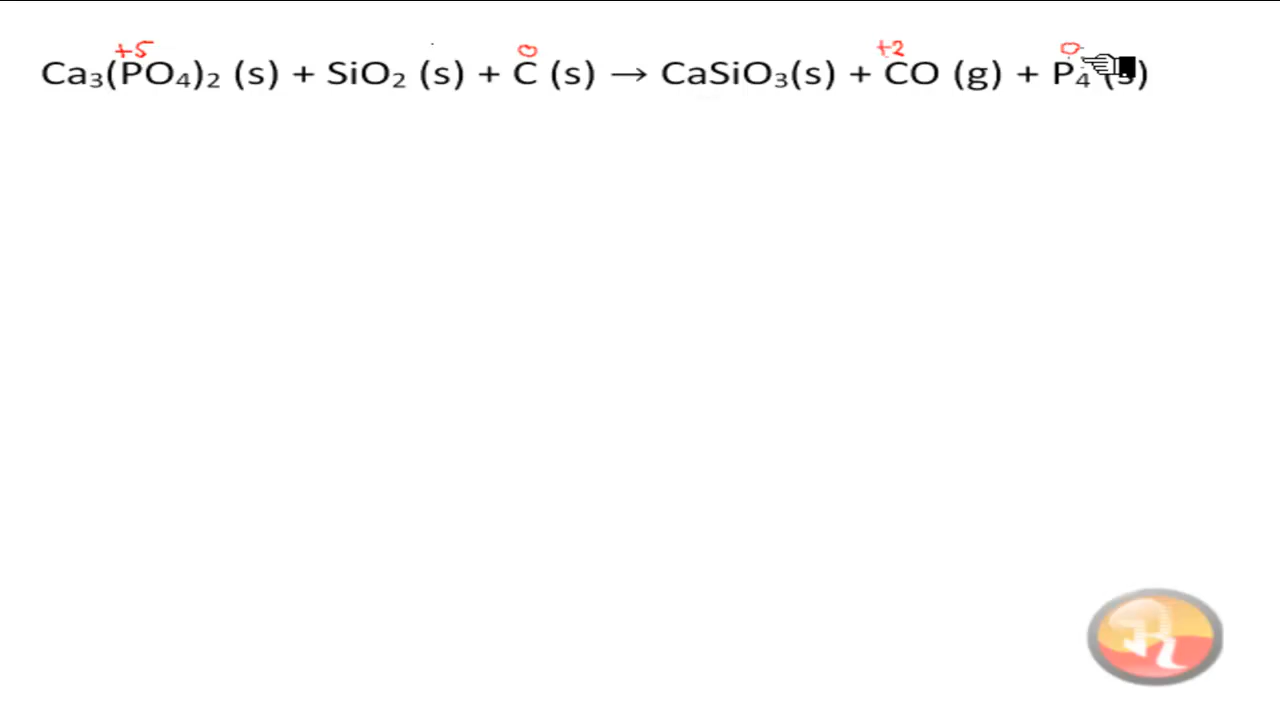 +5 0 +2 0
Ca₃(PO₄)₂ (s) + SiO₂ (s) + C (s) → CaSiO₃(s) + CO (g) + P₄ (s)